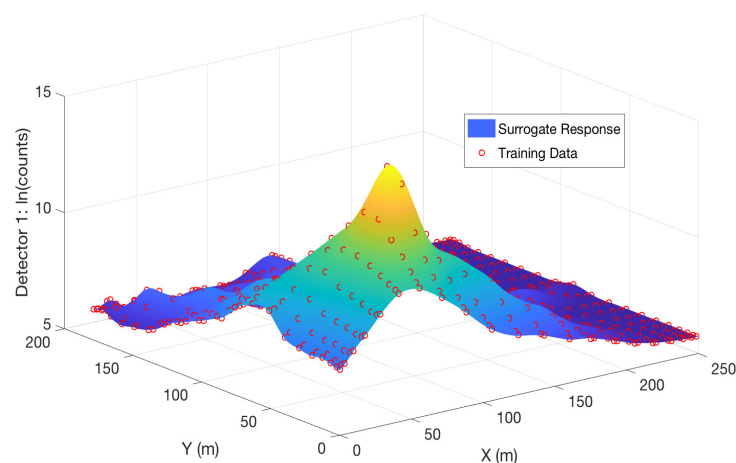 15
10
5
Detector 1: ln(counts)
Surrogate Response
Training Data
200
150
100
50
0
Y (m)
0
50
100
150
200
250
X (m)